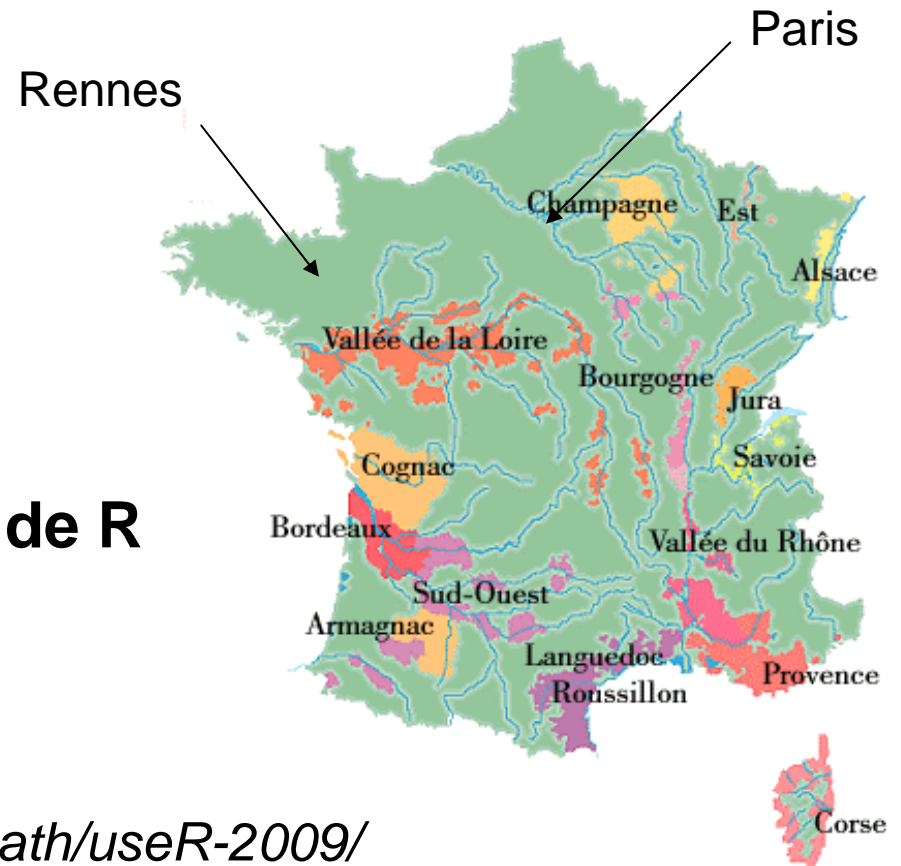 Paris
Rennes
Champagne
Est
Alsace
Vallée de la Loire
Bourgogne
Jura
Savoie
Cognac
de R
Bordeaux
Vallée du Rhône
Sud-Ouest
Armagnac
Languedoc
Roussillon
Provence
Corse
ath/useR-2009/